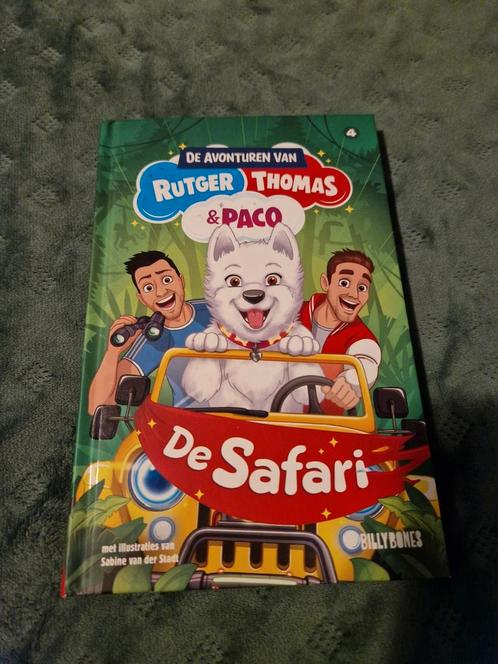 4
De Avonturen van
Rutger Thomas
& Paco
De Safari
met illustraties van
Sabine van der Stadt
BILLYBONES